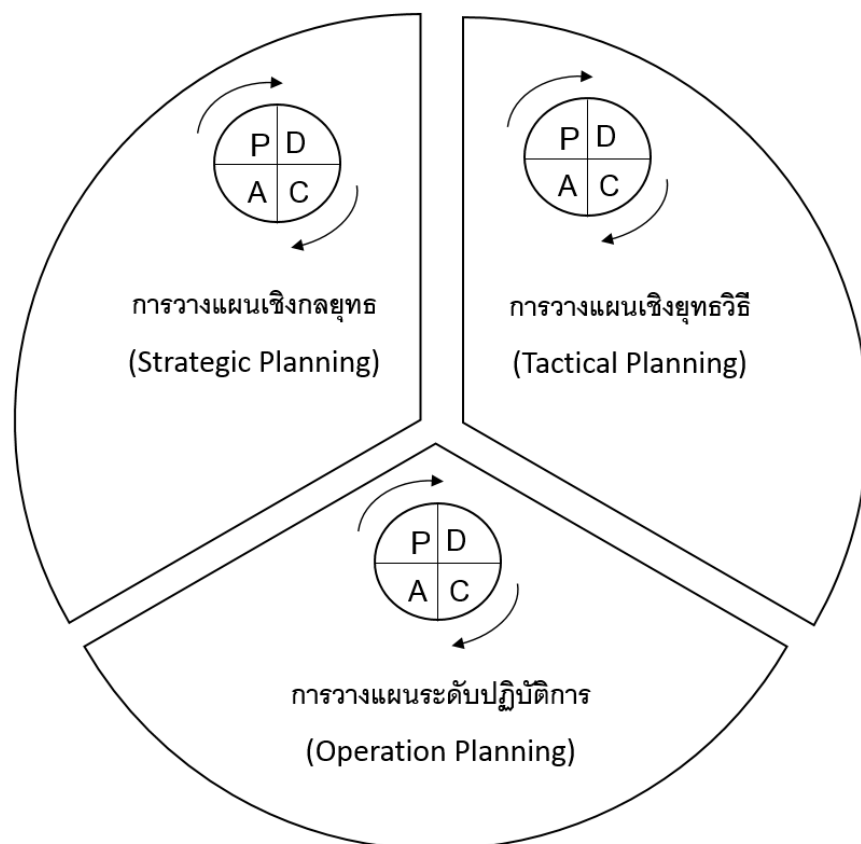 P D
A C
การวางแผนเชิงกลยุทธ
(Strategic Planning)
P D
A C
การวางแผนเชิงยุทธวิธี
(Tactical Planning)
P D
A C
การวางแผนระดับปฏิบัติการ
(Operation Planning)